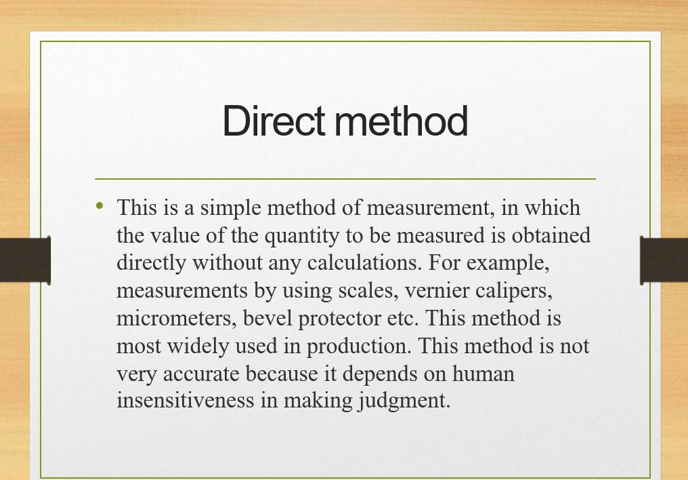 Direct method
• This is a simple method of measurement, in which
the value of the quantity to be measured is obtained
directly without any calculations. For example,
measurements by using scales, vernier calipers,
micrometers, bevel protector etc. This method is
most widely used in production. This method is not
very accurate because it depends on human
insensitiveness in making judgment.